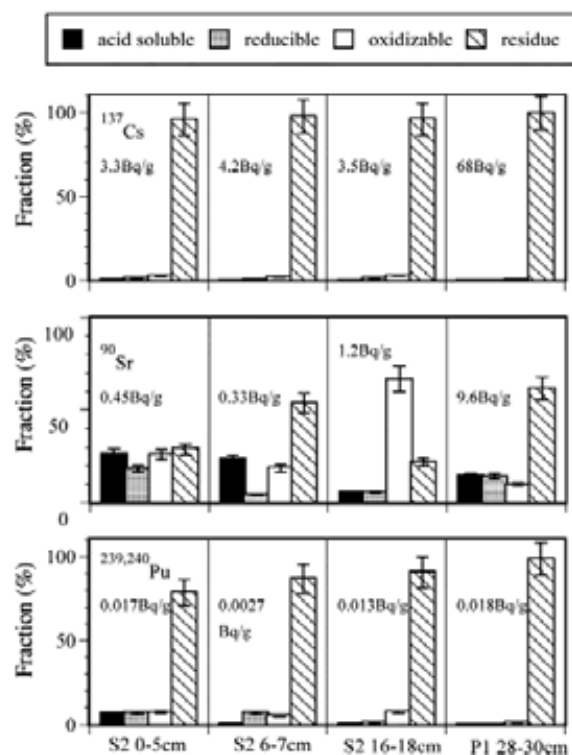 acid soluble reducible oxidizable residue
Fraction (%)
100
50
0
137Cs
3.3Bq/g 4.2Bq/g 3.5Bq/g 68Bq/g
Fraction (%)
100
50
0
90Sr
0.45Bq/g 0.33Bq/g 1.2Bq/g 9.6Bq/g
Fraction (%)
100
50
0
239,240Pu
0.017Bq/g 0.0027 Bq/g 0.013Bq/g 0.018Bq/g
S2 0-5cm S2 6-7cm S2 16-18cm P1 28-30cm